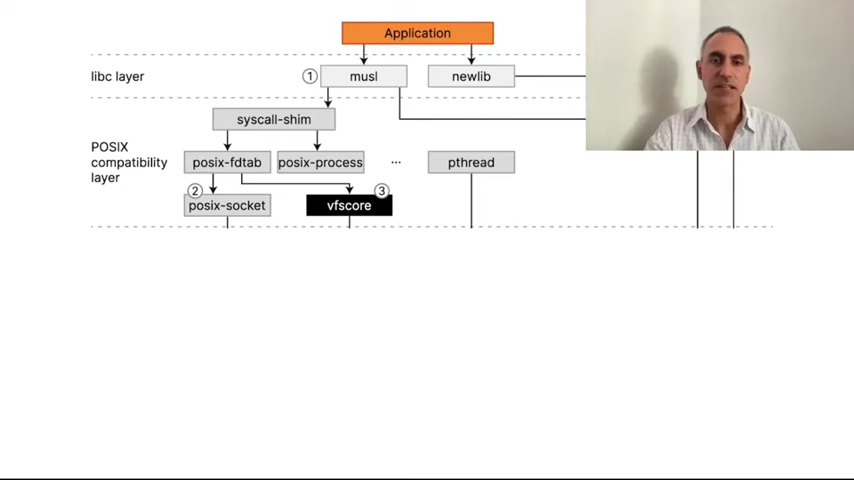 Application
libc layer
1
musl
newlib
syscall-shim
POSIX
compatibility
layer
posix-fdtab
posix-process
...
pthread
2
3
posix-socket
vfscore